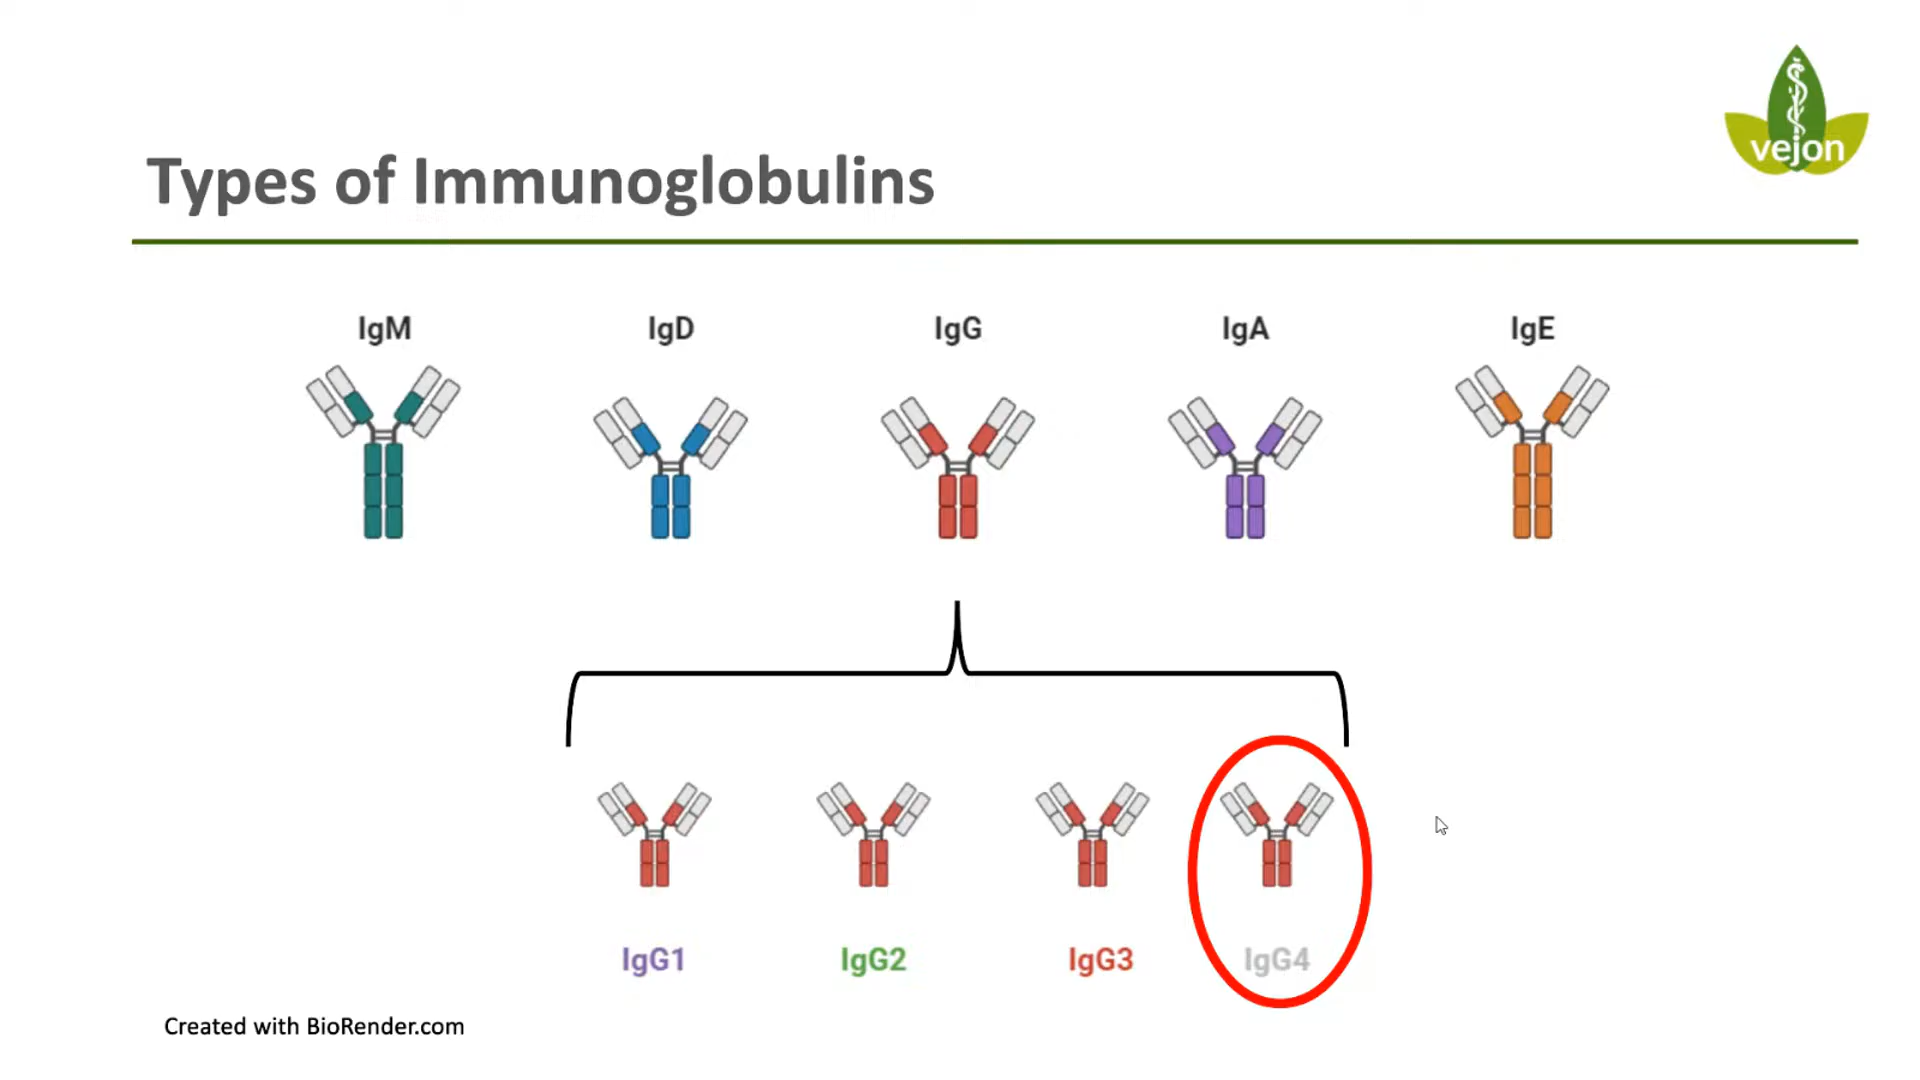 vejon
Types of Immunoglobulins
IgM IgD IgG IgA IgE
IgG1 IgG2 IgG3 IgG4
Created with BioRender.com